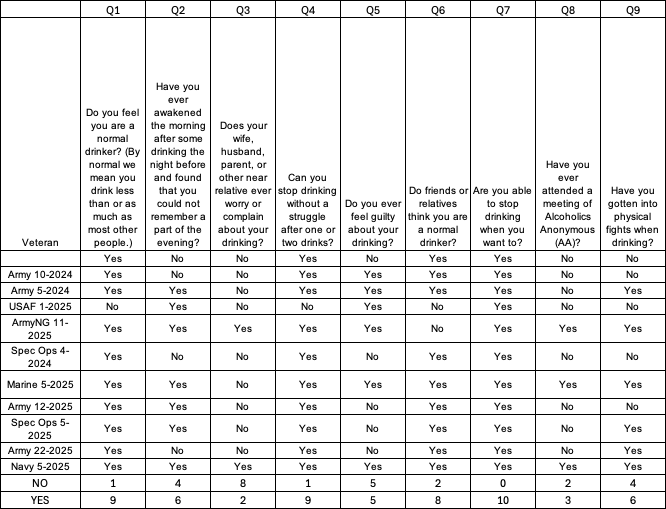 Q1 Q2 Q3 Q4 Q5 Q6 Q7 Q8 Q9
Veteran
Do you feel
you are a
normal
drinker? (By
normal we
mean you
drink less
than or as
much as
most other
people.)
Have you
ever
awakened
the morning
after some
drinking the
night before
and found
that you
could not
remember a
part of the
evening?
Does your
wife,
husband,
parent, or
other near
relative ever
worry or
complain
about your
drinking?
Can you
stop drinking
without a
struggle
after one or
two drinks?
Do you ever
feel guilty
about your
drinking?
Do friends or
relatives
think you are
a normal
drinker?
Are you able
to stop
drinking
when you
want to?
Have you
ever
attended a
meeting of
Alcoholics
Anonymous
(AA)?
Have you
gotten into
physical
fights when
drinking?
Yes No No Yes No Yes Yes No No
Army 10-2024 Yes No No Yes Yes Yes Yes No No
Army 5-2024 Yes Yes No Yes Yes Yes Yes No Yes
USAF 1-2025 No Yes No No Yes No Yes No No
ArmyNG 11-
2025 Yes Yes Yes Yes Yes No Yes Yes Yes
Spec Ops 4-
2024 Yes No No Yes No Yes Yes No No
Marine 5-2025 Yes Yes No Yes Yes Yes Yes Yes Yes
Army 12-2025 Yes Yes No Yes No Yes Yes No No
Spec Ops 5-
2025 Yes Yes No Yes No Yes Yes No Yes
Army 22-2025 Yes No No Yes No Yes Yes No Yes
Navy 5-2025 Yes Yes Yes Yes Yes Yes Yes Yes Yes
NO 1 4 8 1 5 2 0 2 4
YES 9 6 2 9 5 8 10 3 6